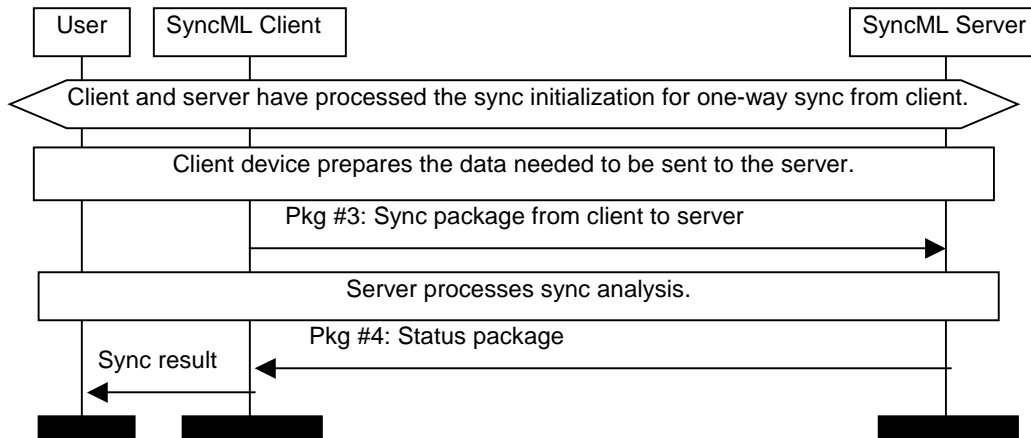 User
SyncML Client
SyncML Server
Client and server have processed the sync initialization for one-way sync from client.
Client device prepares the data needed to be sent to the server.
Pkg #3: Sync package from client to server
Server processes sync analysis.
Pkg #4: Status package
Sync result